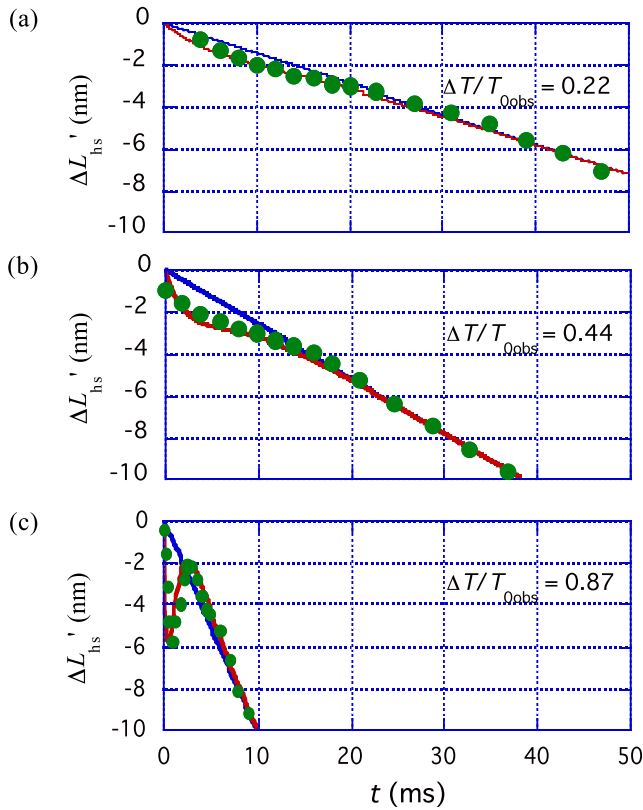 (a)
0
-2
-4
-6
-8
-10
ΔL_hs' (nm)
ΔT/T_0obs = 0.22
(b)
0
-2
-4
-6
-8
-10
ΔL_hs' (nm)
ΔT/T_0obs = 0.44
(c)
0
-2
-4
-6
-8
-10
ΔL_hs' (nm)
ΔT/T_0obs = 0.87
0 10 20 30 40 50
t (ms)